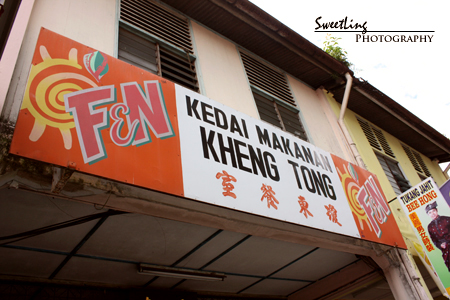 SweetLing
PHOTOGRAPHY
F&N
KEDAI MAKANAN
KHENG TONG
室餐東瓊
F&N
TUKANG JAHIT
BEE HONG